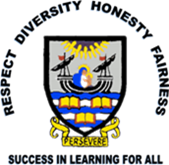 RESPECT DIVERSITY HONESTY FAIRNESS
PERSEVERE
SUCCESS IN LEARNING FOR ALL